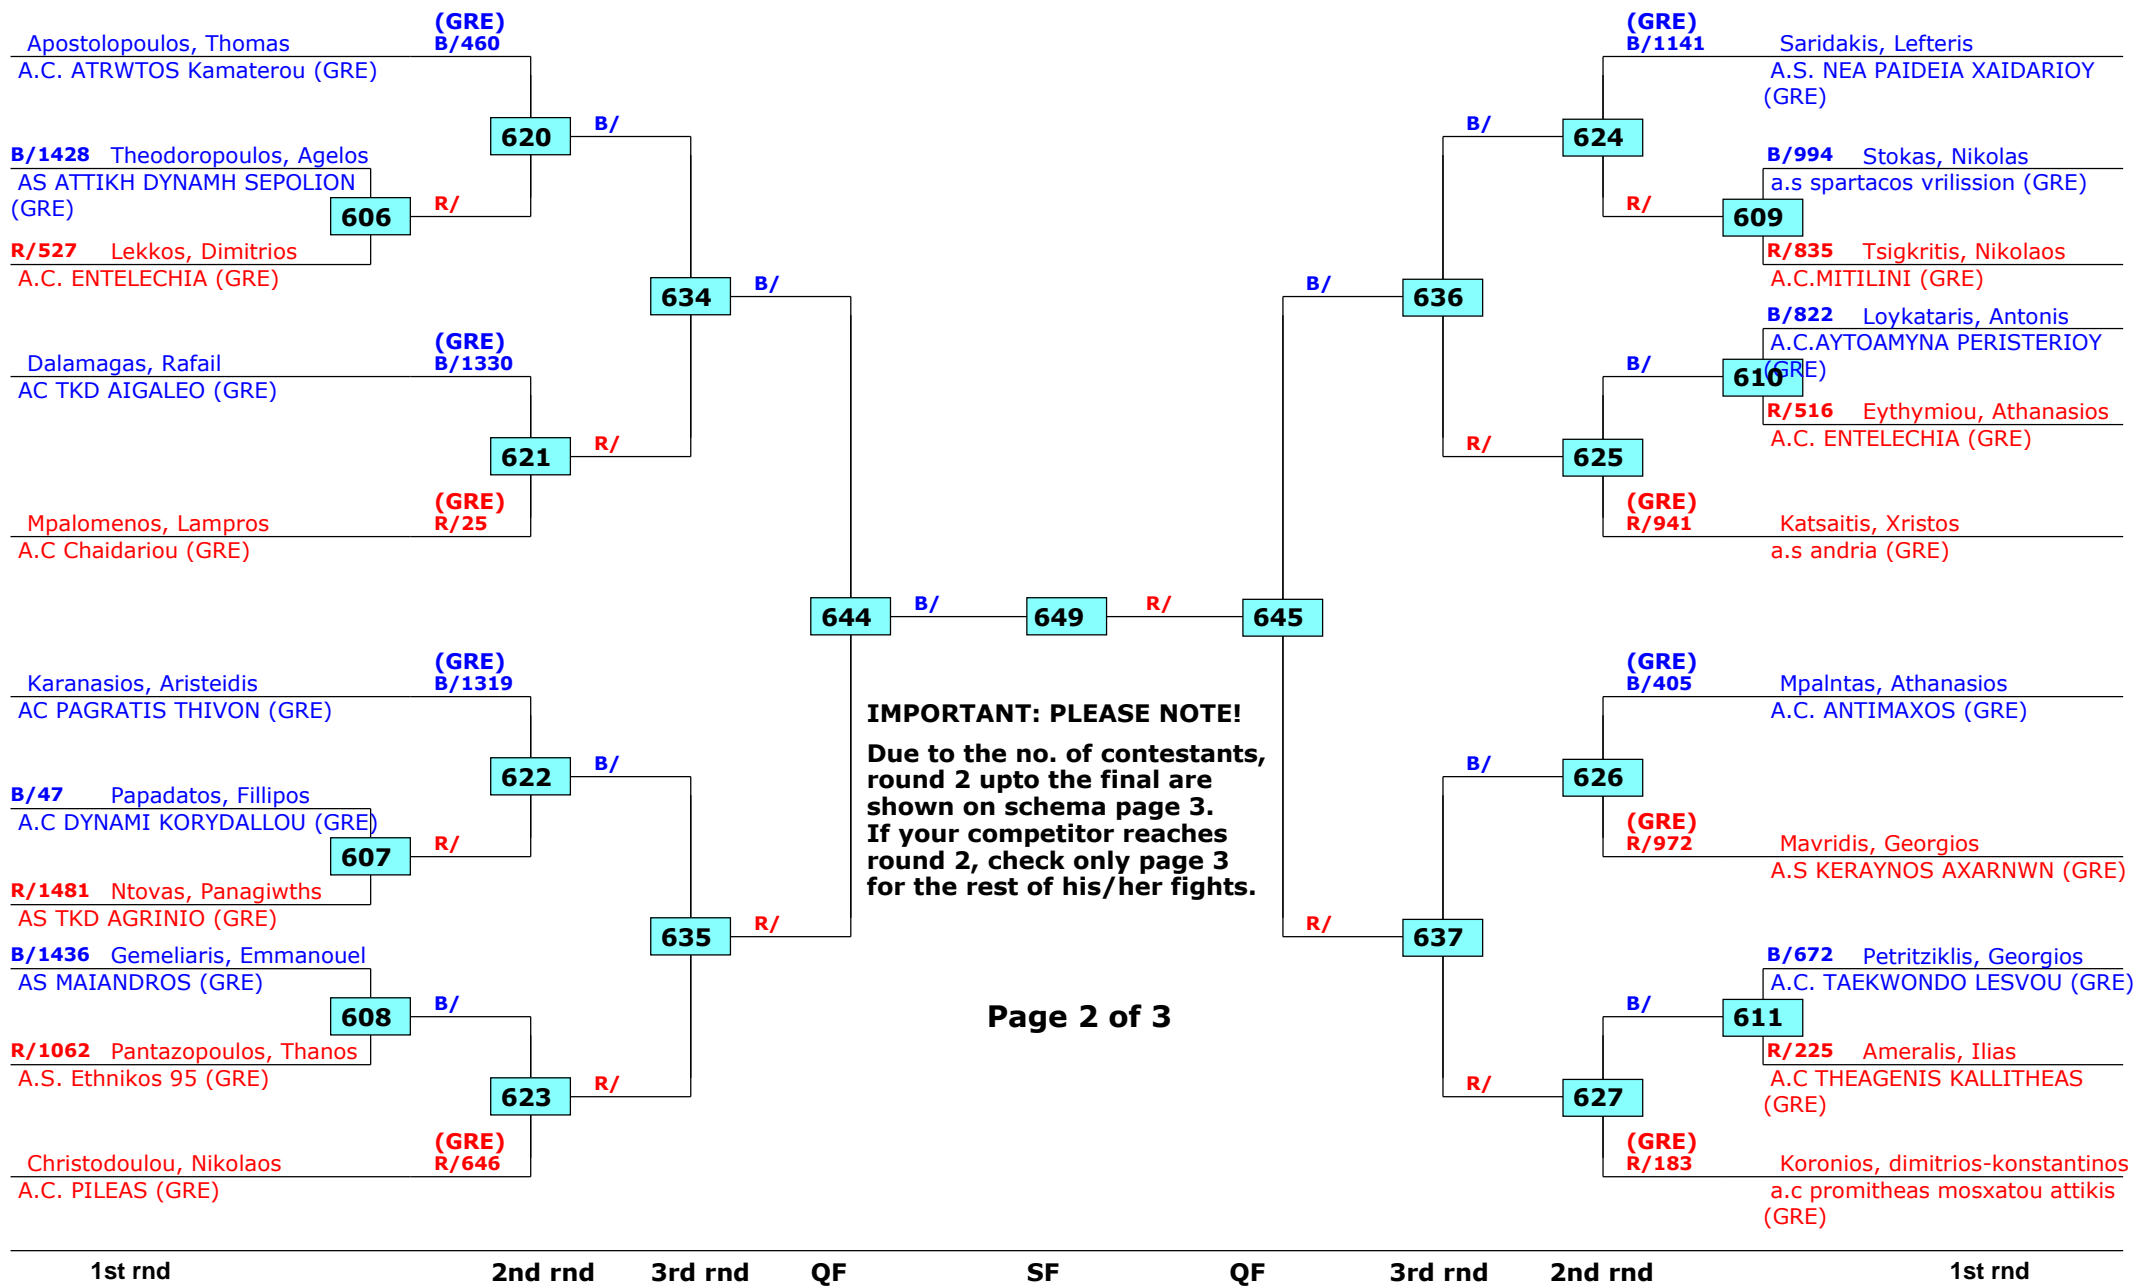 (GRE)
B/460
Apostolopoulos, Thomas
A.C. ATRWTOS Kamaterou (GRE)
620
B/
B/1428 Theodoropoulos, Agelos
AS ATTIKH DYNAMH SEPOLION
(GRE)
606
R/
R/527 Lekkos, Dimitrios
A.C. ENTELECHIA (GRE)
634
B/
(GRE)
B/1330
Dalamagas, Rafail
AC TKD AIGALEO (GRE)
621
R/
(GRE)
R/25
Mpalomenos, Lampros
A.C Chaidariou (GRE)
644
B/
649
R/
645
(GRE)
B/1319
Karanasios, Aristeidis
AC PAGRATIS THIVON (GRE)
622
B/
B/47 Papadatos, Fillipos
A.C DYNAMI KORYDALLOU (GRE)
607
R/
R/1481 Ntovas, Panagiwths
AS TKD AGRINIO (GRE)
635
R/
B/1436 Gemeliaris, Emmanouel
AS MAIANDROS (GRE)
608
B/
R/1062 Pantazopoulos, Thanos
A.S. Ethnikos 95 (GRE)
623
R/
(GRE)
R/646
Christodoulou, Nikolaos
A.C. PILEAS (GRE)
IMPORTANT: PLEASE NOTE!
Due to the no. of contestants,
round 2 upto the final are
shown on schema page 3.
If your competitor reaches
round 2, check only page 3
for the rest of his/her fights.
Page 2 of 3
(GRE)
B/1141
Saridakis, Lefteris
A.S. NEA PAIDEIA XAIDARIOY
(GRE)
B/
624
B/994 Stokas, Nikolas
a.s spartacos vrilission (GRE)
R/
609
R/835 Tsigkritis, Nikolaos
A.C.MITILINI (GRE)
B/
636
B/822 Loykataris, Antonis
A.C.AYTOAMYNA PERISTERIOY
(GRE)
B/
610
R/516 Eythymiou, Athanasios
A.C. ENTELECHIA (GRE)
R/
625
(GRE)
R/941
Katsaitis, Xristos
a.s andria (GRE)
(GRE)
B/405
Mpalntas, Athanasios
A.C. ANTIMAXOS (GRE)
B/
626
(GRE)
R/972
Mavridis, Georgios
A.S KERAYNOS AXARNWN (GRE)
R/
637
B/672 Petritziklis, Georgios
A.C. TAEKWONDO LESVOU (GRE)
B/
611
R/225 Ameralis, Ilias
A.C THEAGENIS KALLITHEAS
(GRE)
R/
627
(GRE)
R/183
Koronios, dimitrios-konstantinos
a.c promitheas mosxatou attikis
(GRE)
1st rnd 2nd rnd 3rd rnd QF SF QF 3rd rnd 2nd rnd 1st rnd